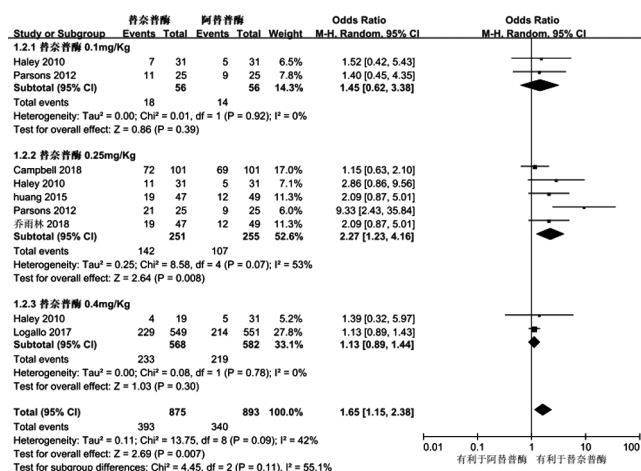 替奈普酶 阿替普酶 Odds Ratio Odds Ratio
Study or Subgroup Events Total Events Total Weight M-H, Random, 95% CI M-H, Random, 95% CI
1.2.1 替奈普酶 0.1mg/Kg
Haley 2010 7 31 5 31 6.5% 1.52 [0.42, 5.43]
Parsons 2012 11 25 9 25 7.8% 1.40 [0.45, 4.35]
Subtotal (95% CI) 56 56 14.3% 1.45 [0.62, 3.38]
Total events 18 14
Heterogeneity: Tau² = 0.00; Chi² = 0.01, df = 1 (P = 0.92); I² = 0%
Test for overall effect: Z = 0.86 (P = 0.39)
1.2.2 替奈普酶 0.25mg/Kg
Campbell 2018 72 101 69 101 17.0% 1.15 [0.63, 2.10]
Haley 2010 11 31 5 31 7.1% 2.86 [0.86, 9.56]
huang 2015 19 47 12 49 11.3% 2.09 [0.87, 5.01]
Parsons 2012 21 25 9 25 6.0% 9.33 [2.43, 35.84]
乔雨林 2018 19 47 12 49 11.3% 2.09 [0.87, 5.01]
Subtotal (95% CI) 251 255 52.6% 2.27 [1.23, 4.16]
Total events 142 107
Heterogeneity: Tau² = 0.25; Chi² = 8.58, df = 4 (P = 0.07); I² = 53%
Test for overall effect: Z = 2.64 (P = 0.008)
1.2.3 替奈普酶 0.4mg/Kg
Haley 2010 4 19 5 31 5.2% 1.39 [0.32, 5.97]
Logallo 2017 229 549 214 551 27.8% 1.13 [0.89, 1.43]
Subtotal (95% CI) 568 582 33.1% 1.13 [0.89, 1.44]
Total events 233 219
Heterogeneity: Tau² = 0.00; Chi² = 0.08, df = 1 (P = 0.78); I² = 0%
Test for overall effect: Z = 1.03 (P = 0.30)
Total (95% CI) 875 893 100.0% 1.65 [1.15, 2.38]
Total events 393 340
Heterogeneity: Tau² = 0.11; Chi² = 13.75, df = 8 (P = 0.09); I² = 42%
Test for overall effect: Z = 2.69 (P = 0.007)
Test for subgroup differences: Chi² = 4.45, df = 2 (P = 0.11), I² = 55.1%
0.01 0.1 1 10 100
有利于阿替普酶 有利于替奈普酶